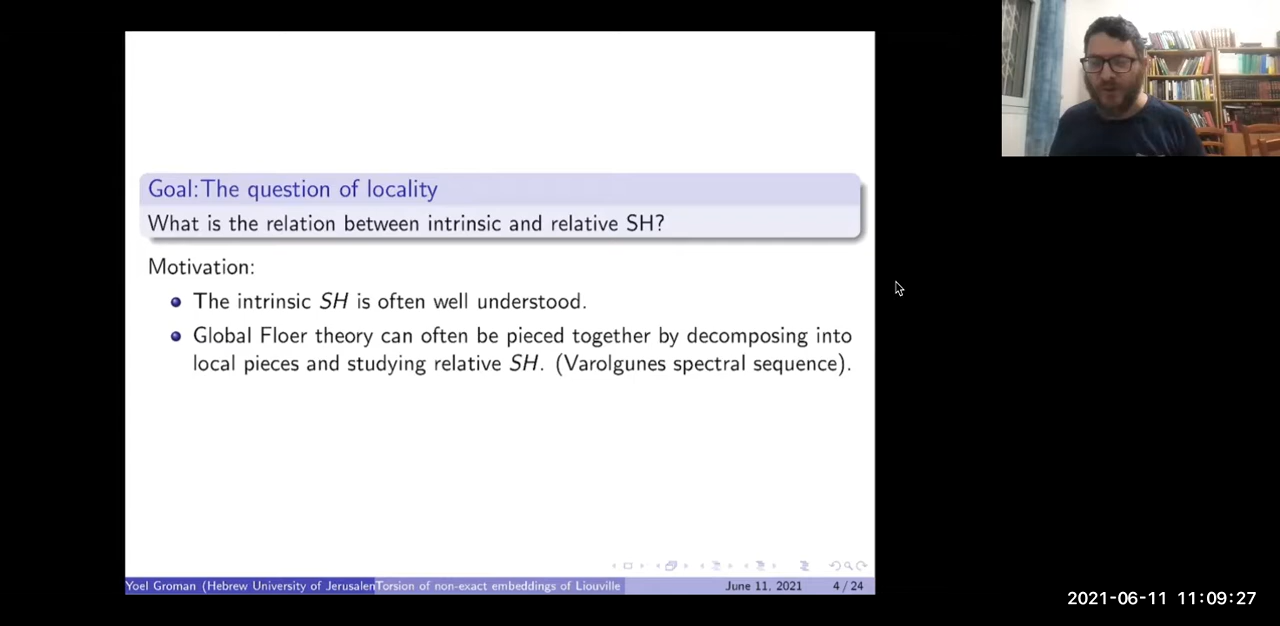 Goal:The question of locality
What is the relation between intrinsic and relative SH?
Motivation:
The intrinsic SH is often well understood.
Global Floer theory can often be pieced together by decomposing into
local pieces and studying relative SH. (Varolgunes spectral sequence).
Yoel Groman (Hebrew University of Jerusalen
Torsion of non-exact embeddings of Liouville
June 11, 2021
4 / 24
2021-06-11 11:09:27